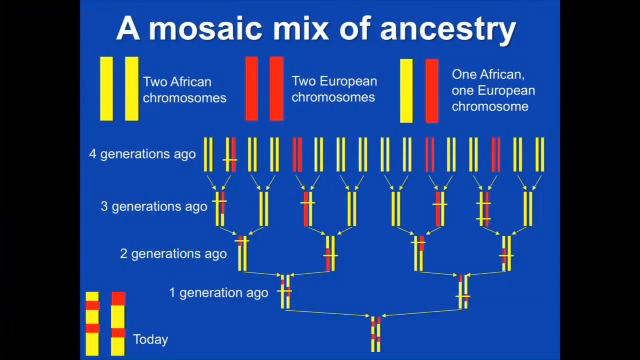 A mosaic mix of ancestry
Two African
chromosomes
Two European
chromosomes
One African,
one European
chromosome
4 generations ago
3 generations ago
2 generations ago
1 generation ago
Today